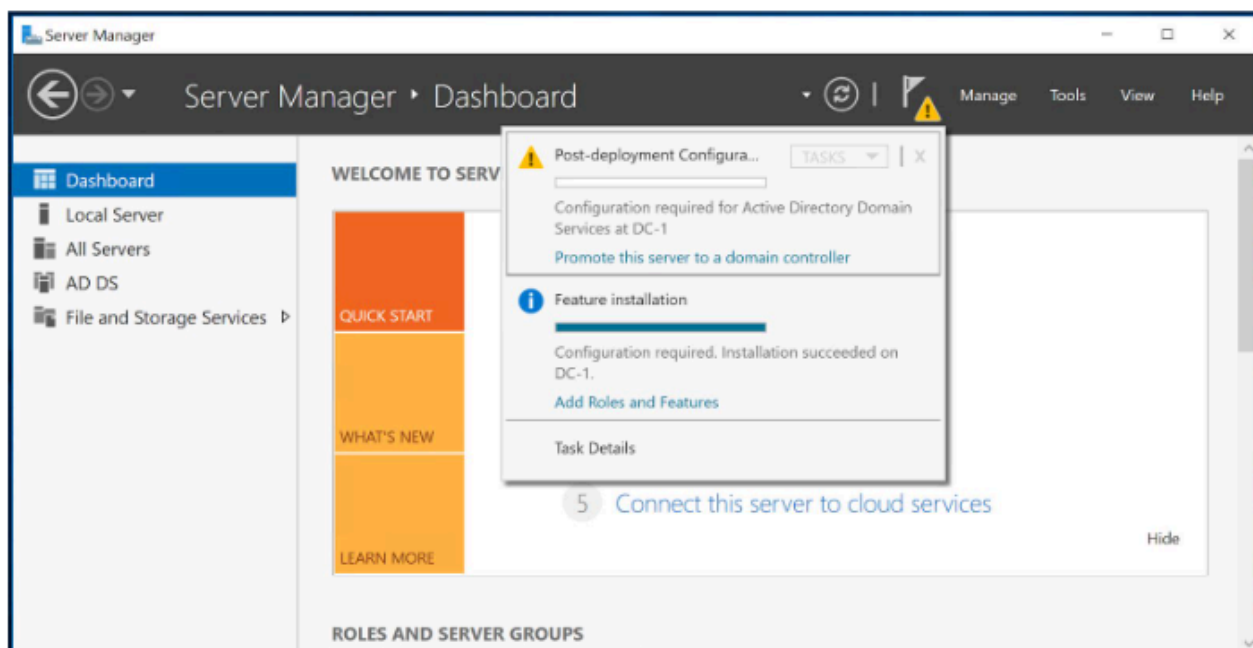 Server Manager
Server Manager • Dashboard
Manage Tools View Help
Dashboard
Local Server
All Servers
AD DS
File and Storage Services
WELCOME TO SERV
QUICK START
WHAT'S NEW
LEARN MORE
Post-deployment Configura...
TASKS
X
Configuration required for Active Directory Domain
Services at DC-1
Promote this server to a domain controller
Feature installation
Configuration required. Installation succeeded on
DC-1.
Add Roles and Features
Task Details
5 Connect this server to cloud services
Hide
ROLES AND SERVER GROUPS